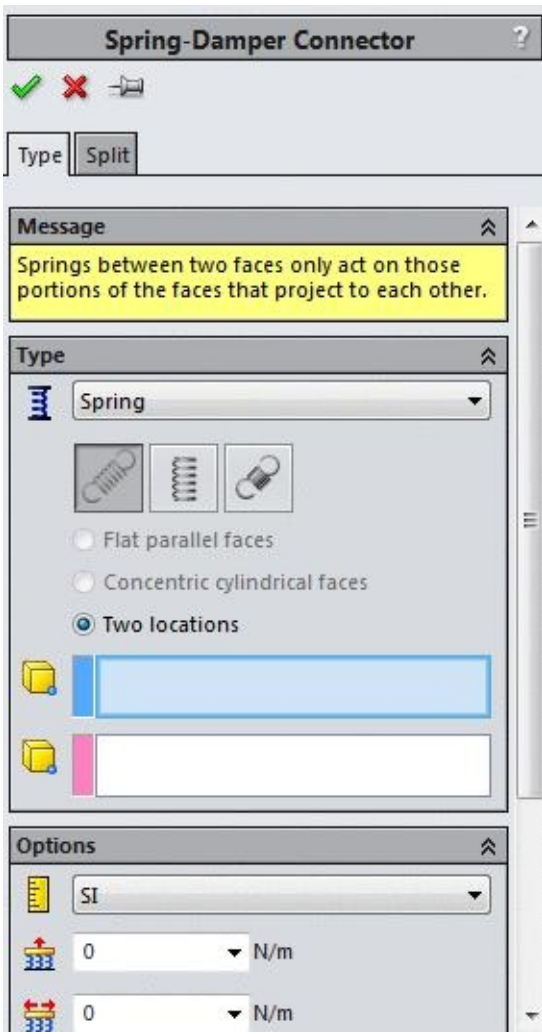 Spring-Damper Connector ?
Type Split
Message
Springs between two faces only act on those
portions of the faces that project to each other.
Type
Spring
Flat parallel faces
Concentric cylindrical faces
Two locations
Options
SI
0 N/m
0 N/m